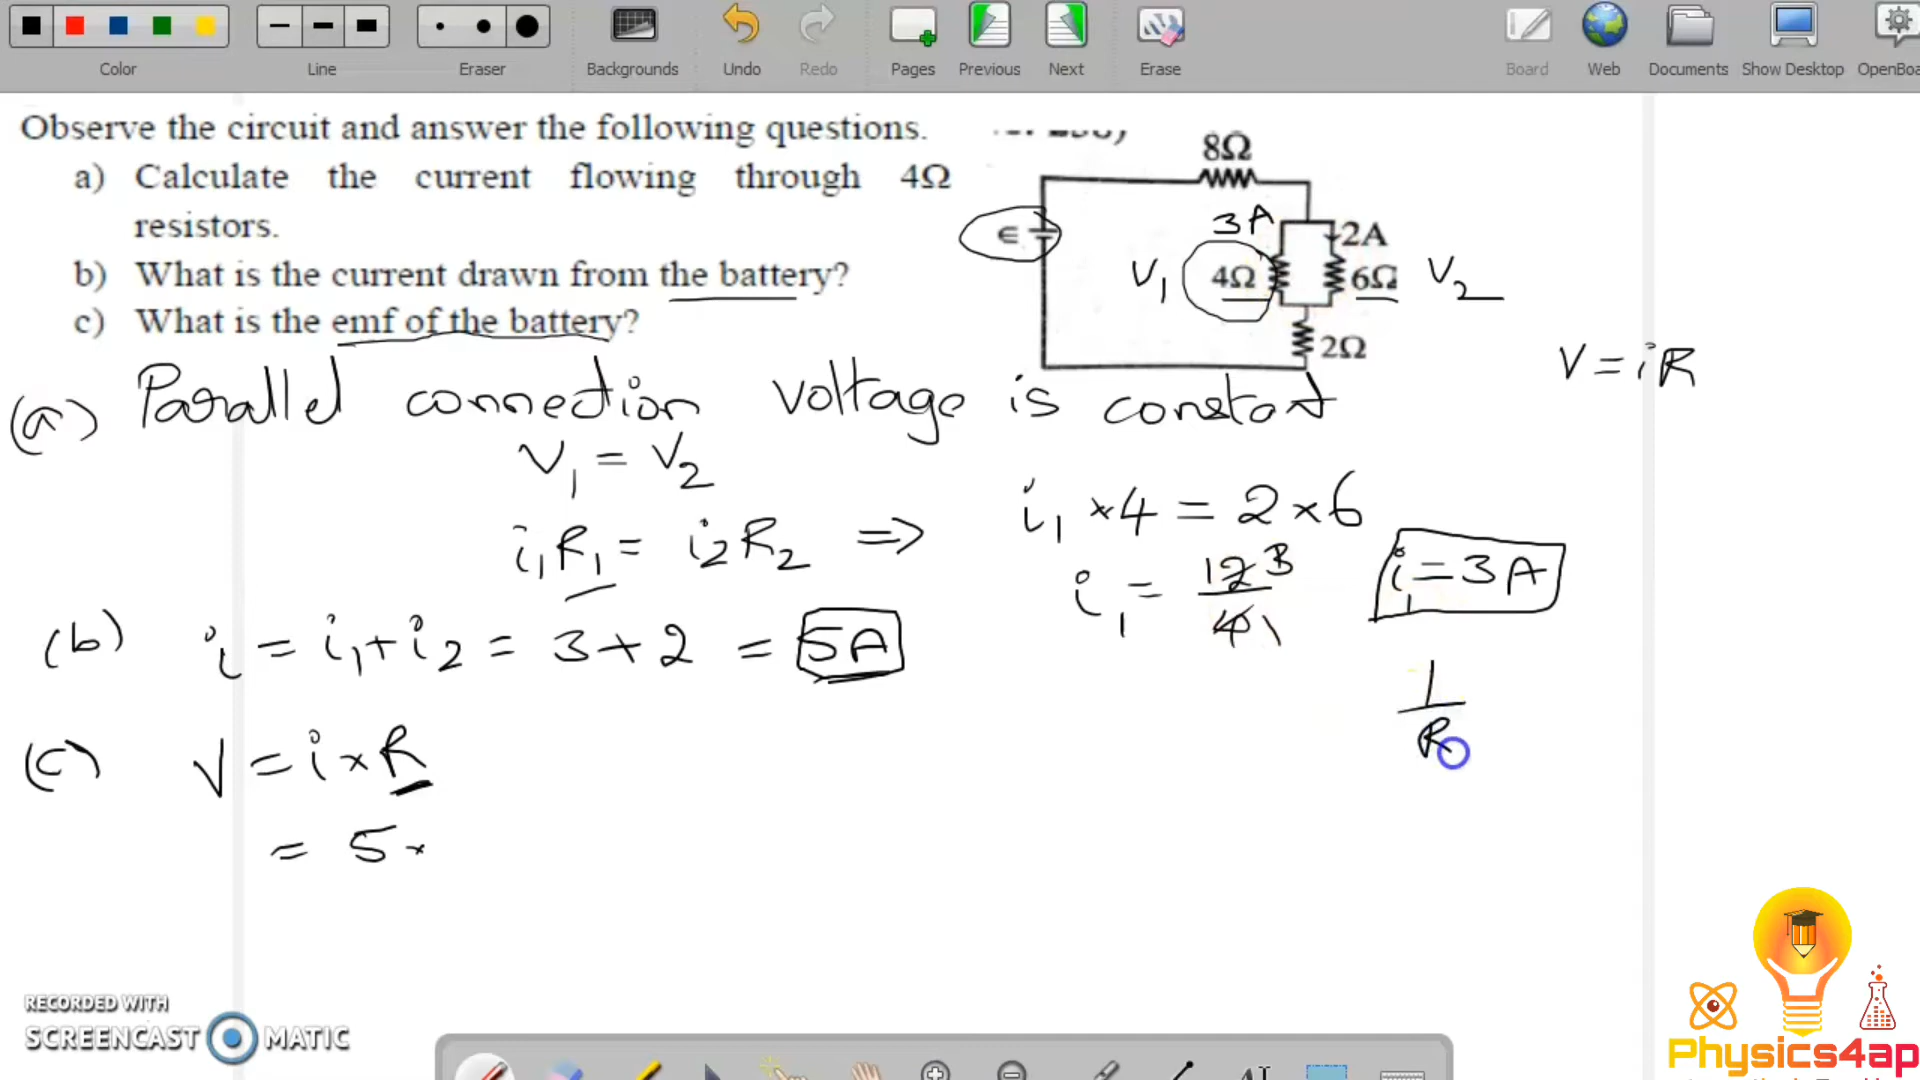 Color
Line
Eraser
Backgrounds
Undo
Redo
Pages
Previous
Next
Erase
Board
Web
Documents
Show Desktop
OpenBoa
Observe the circuit and answer the following questions.
a) Calculate the current flowing through 4Ω
resistors.
b) What is the current drawn from the battery?
c) What is the emf of the battery?
8Ω
3A
2A
∈
V₁
4Ω
6Ω
V₂
2Ω
V = iR
(a) Parallel connection voltage is constant
V₁ = V₂
i₁R₁ = i₂R₂ ⇒
i₁ × 4 = 2 × 6
i₁ = 12 3
4 1
i₁ = 3A
(b) i = i₁ + i₂ = 3 + 2 = 5A
1
R
(c) V = i × R
= 5 ×
RECORDED WITH
SCREENCAST MATIC
Physics4ap